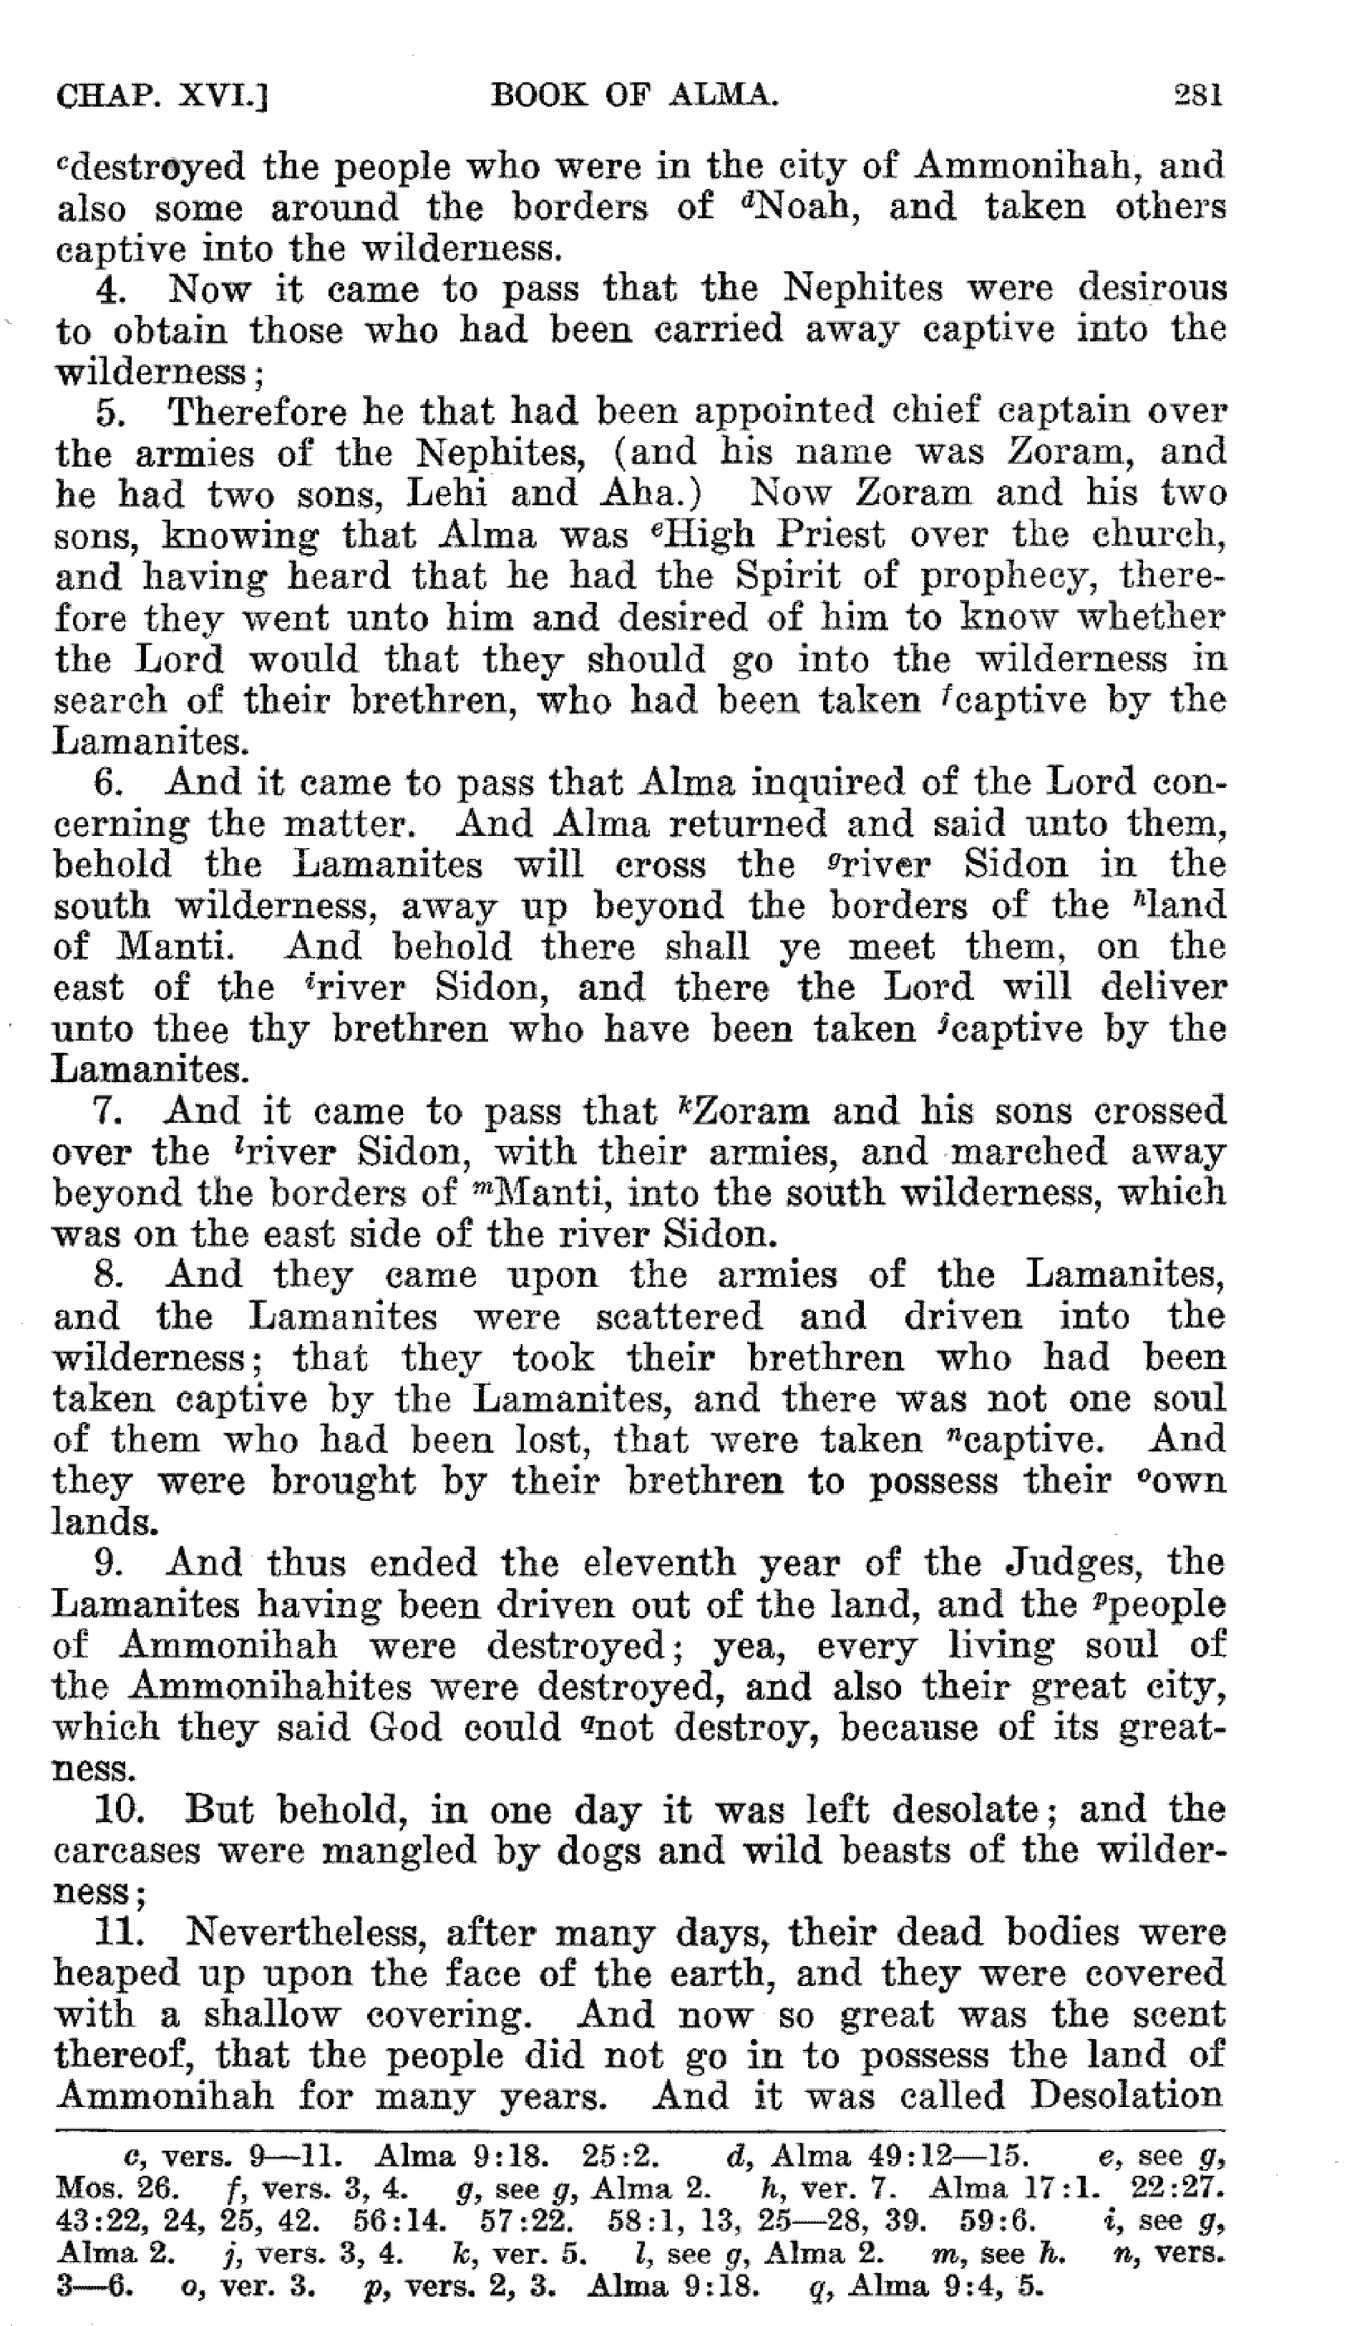 CHAP. XVI.] BOOK OF ALMA. 281
ᶜdestroyed the people who were in the city of Ammonihah, and
also some around the borders of ᵈNoah, and taken others
captive into the wilderness.
4. Now it came to pass that the Nephites were desirous
to obtain those who had been carried away captive into the
wilderness;
5. Therefore he that had been appointed chief captain over
the armies of the Nephites, (and his name was Zoram, and
he had two sons, Lehi and Aha.) Now Zoram and his two
sons, knowing that Alma was ᵉHigh Priest over the church,
and having heard that he had the Spirit of prophecy, there-
fore they went unto him and desired of him to know whether
the Lord would that they should go into the wilderness in
search of their brethren, who had been taken ᶠcaptive by the
Lamanites.
6. And it came to pass that Alma inquired of the Lord con-
cerning the matter. And Alma returned and said unto them,
behold the Lamanites will cross the ᵍriver Sidon in the
south wilderness, away up beyond the borders of the ʰland
of Manti. And behold there shall ye meet them, on the
east of the ⁱriver Sidon, and there the Lord will deliver
unto thee thy brethren who have been taken ʲcaptive by the
Lamanites.
7. And it came to pass that ᵏZoram and his sons crossed
over the ˡriver Sidon, with their armies, and marched away
beyond the borders of ᵐManti, into the south wilderness, which
was on the east side of the river Sidon.
8. And they came upon the armies of the Lamanites,
and the Lamanites were scattered and driven into the
wilderness; that they took their brethren who had been
taken captive by the Lamanites, and there was not one soul
of them who had been lost, that were taken ⁿcaptive. And
they were brought by their brethren to possess their ᵒown
lands.
9. And thus ended the eleventh year of the Judges, the
Lamanites having been driven out of the land, and the ᵖpeople
of Ammonihah were destroyed; yea, every living soul of
the Ammonihahites were destroyed, and also their great city,
which they said God could qnot destroy, because of its great-
ness.
10. But behold, in one day it was left desolate; and the
carcases were mangled by dogs and wild beasts of the wilder-
ness;
11. Nevertheless, after many days, their dead bodies were
heaped up upon the face of the earth, and they were covered
with a shallow covering. And now so great was the scent
thereof, that the people did not go in to possess the land of
Ammonihah for many years. And it was called Desolation
c, vers. 9—11. Alma 9:18. 25:2. d, Alma 49:12—15. e, see g,
Mos. 26. f, vers. 3, 4. g, see g, Alma 2. h, ver. 7. Alma 17:1. 22:27.
43:22, 24, 25, 42. 56:14. 57:22. 58:1, 13, 25—28, 39. 59:6. i, see g,
Alma 2. j, vers. 3, 4. k, ver. 5. l, see g, Alma 2. m, see h. n, vers.
3—6. o, ver. 3. p, vers. 2, 3. Alma 9:18. q, Alma 9:4, 5.